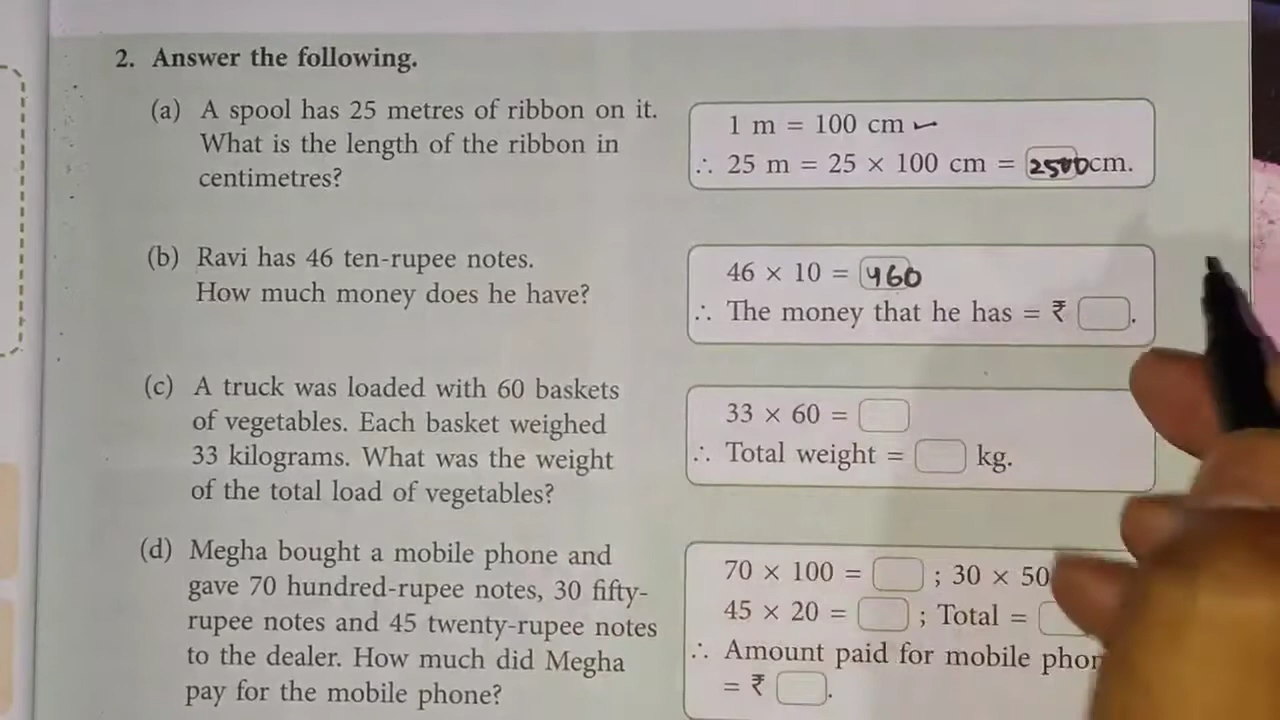 2. Answer the following.
(a) A spool has 25 metres of ribbon on it.
What is the length of the ribbon in
centimetres?
1 m = 100 cm
∴ 25 m = 25 × 100 cm = 2500 cm.
(b) Ravi has 46 ten-rupee notes.
How much money does he have?
46 × 10 = 460
∴ The money that he has = ₹ .
(c) A truck was loaded with 60 baskets
of vegetables. Each basket weighed
33 kilograms. What was the weight
of the total load of vegetables?
33 × 60 =
∴ Total weight = kg.
(d) Megha bought a mobile phone and
gave 70 hundred-rupee notes, 30 fifty-
rupee notes and 45 twenty-rupee notes
to the dealer. How much did Megha
pay for the mobile phone?
70 × 100 = ; 30 × 50
45 × 20 = ; Total =
∴ Amount paid for mobile
= ₹ .